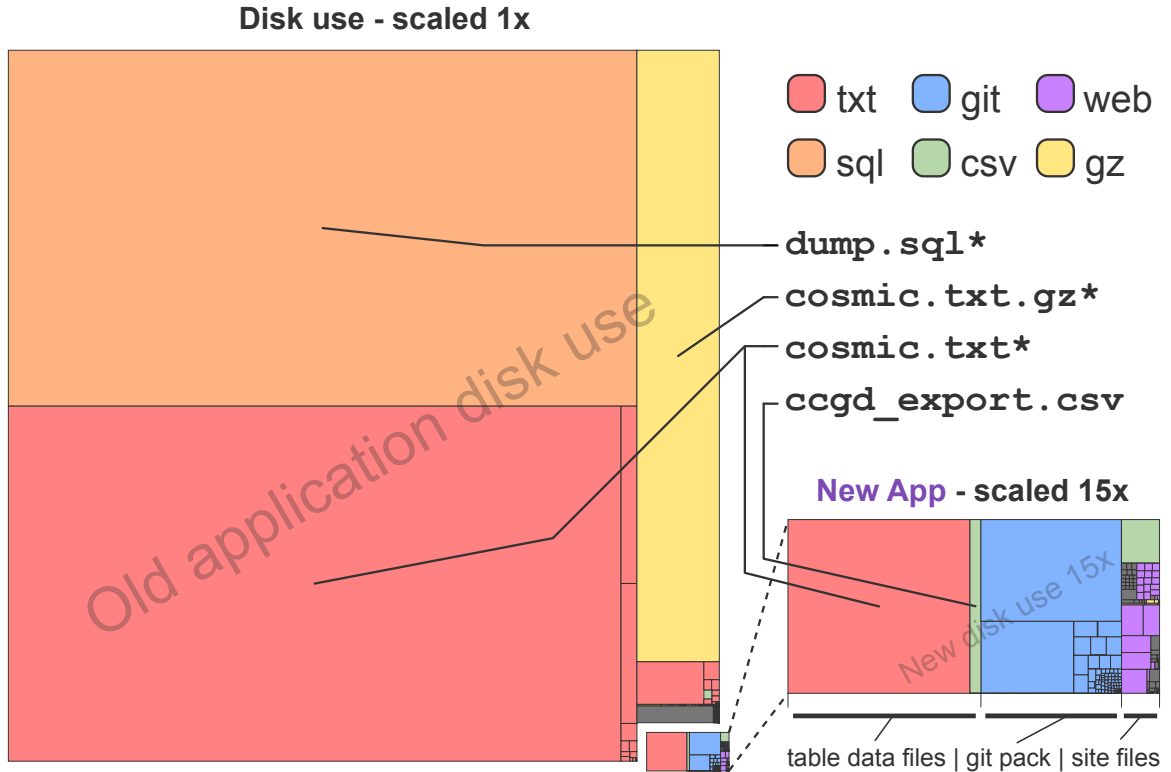 Disk use - scaled 1x
txt git web
sql csv gz
dump.sql*
cosmic.txt.gz*
cosmic.txt*
ccgd_export.csv
Old application disk use
New App - scaled 15x
New disk use 15x
table data files | git pack | site files